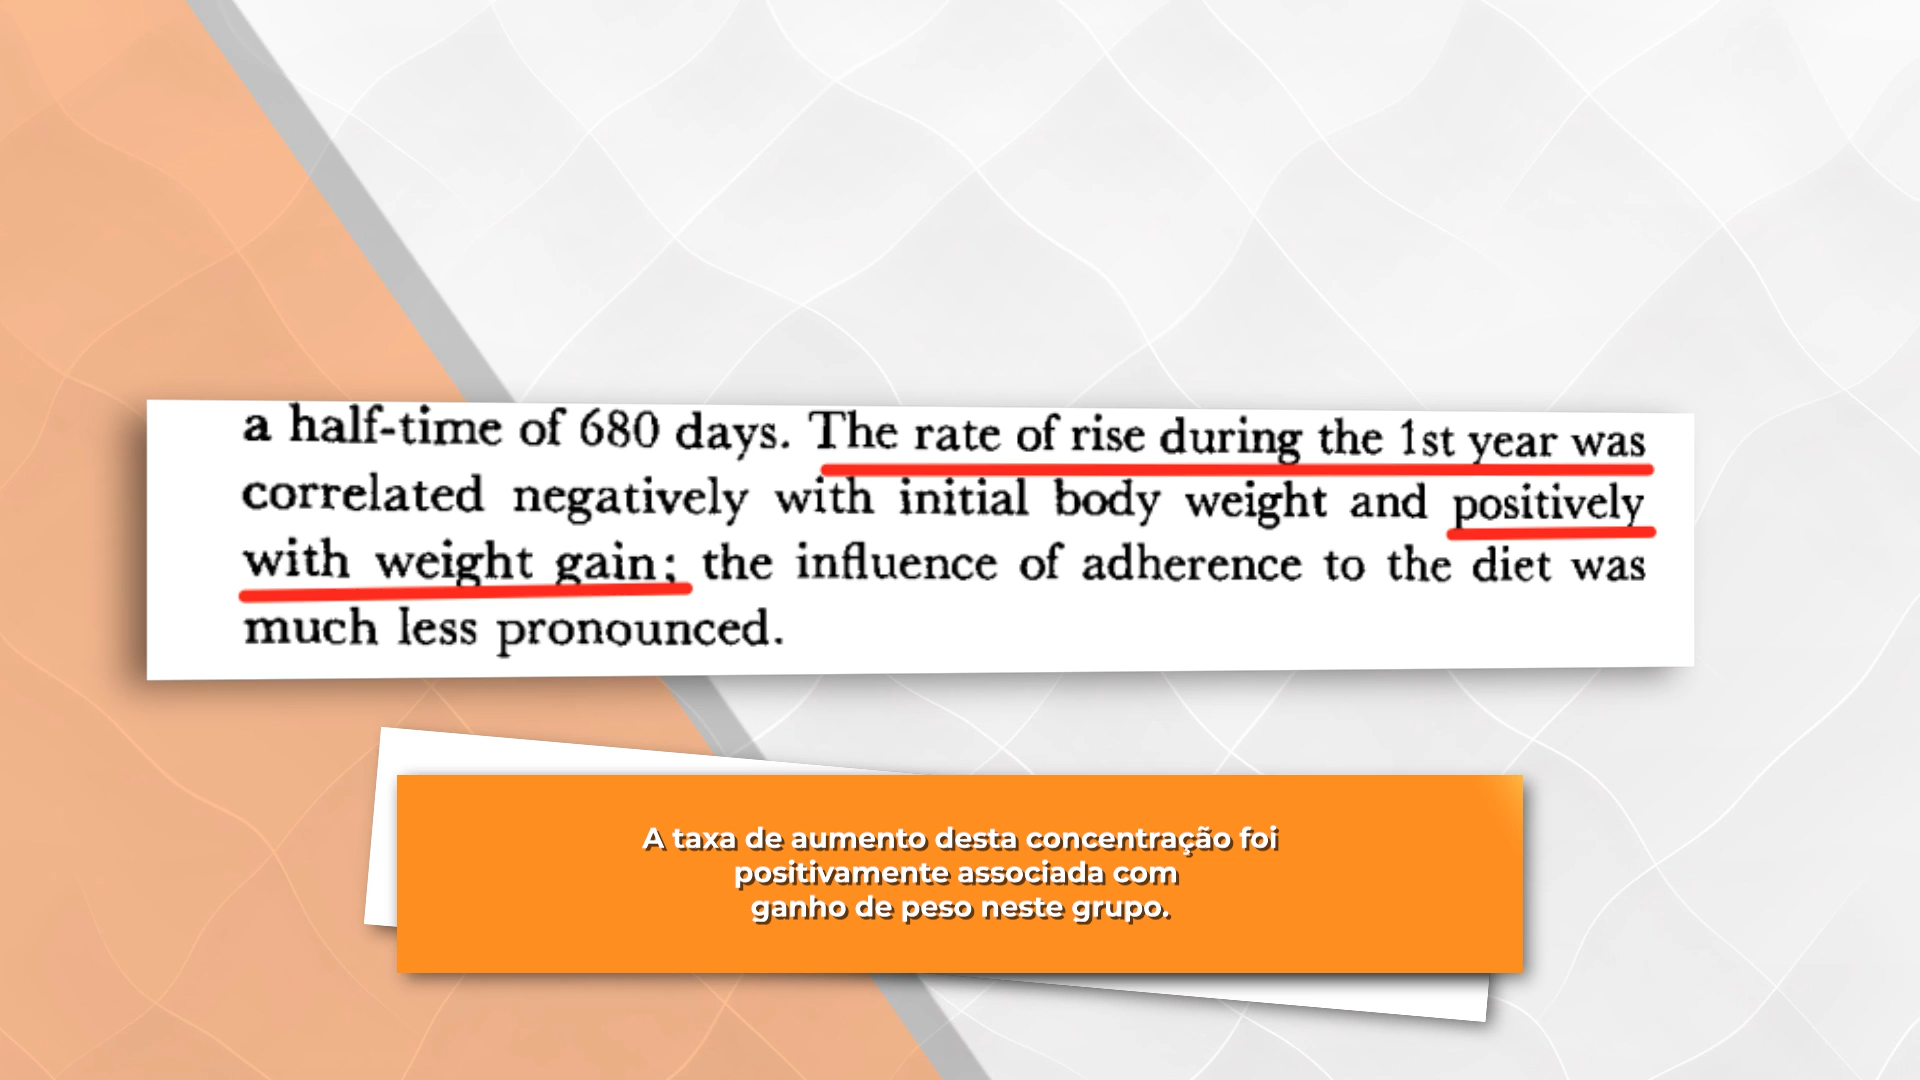 a half-time of 680 days. The rate of rise during the 1st year was
correlated negatively with initial body weight and positively
with weight gain; the influence of adherence to the diet was
much less pronounced.
A taxa de aumento desta concentração foi
positivamente associada com
ganho de peso neste grupo.